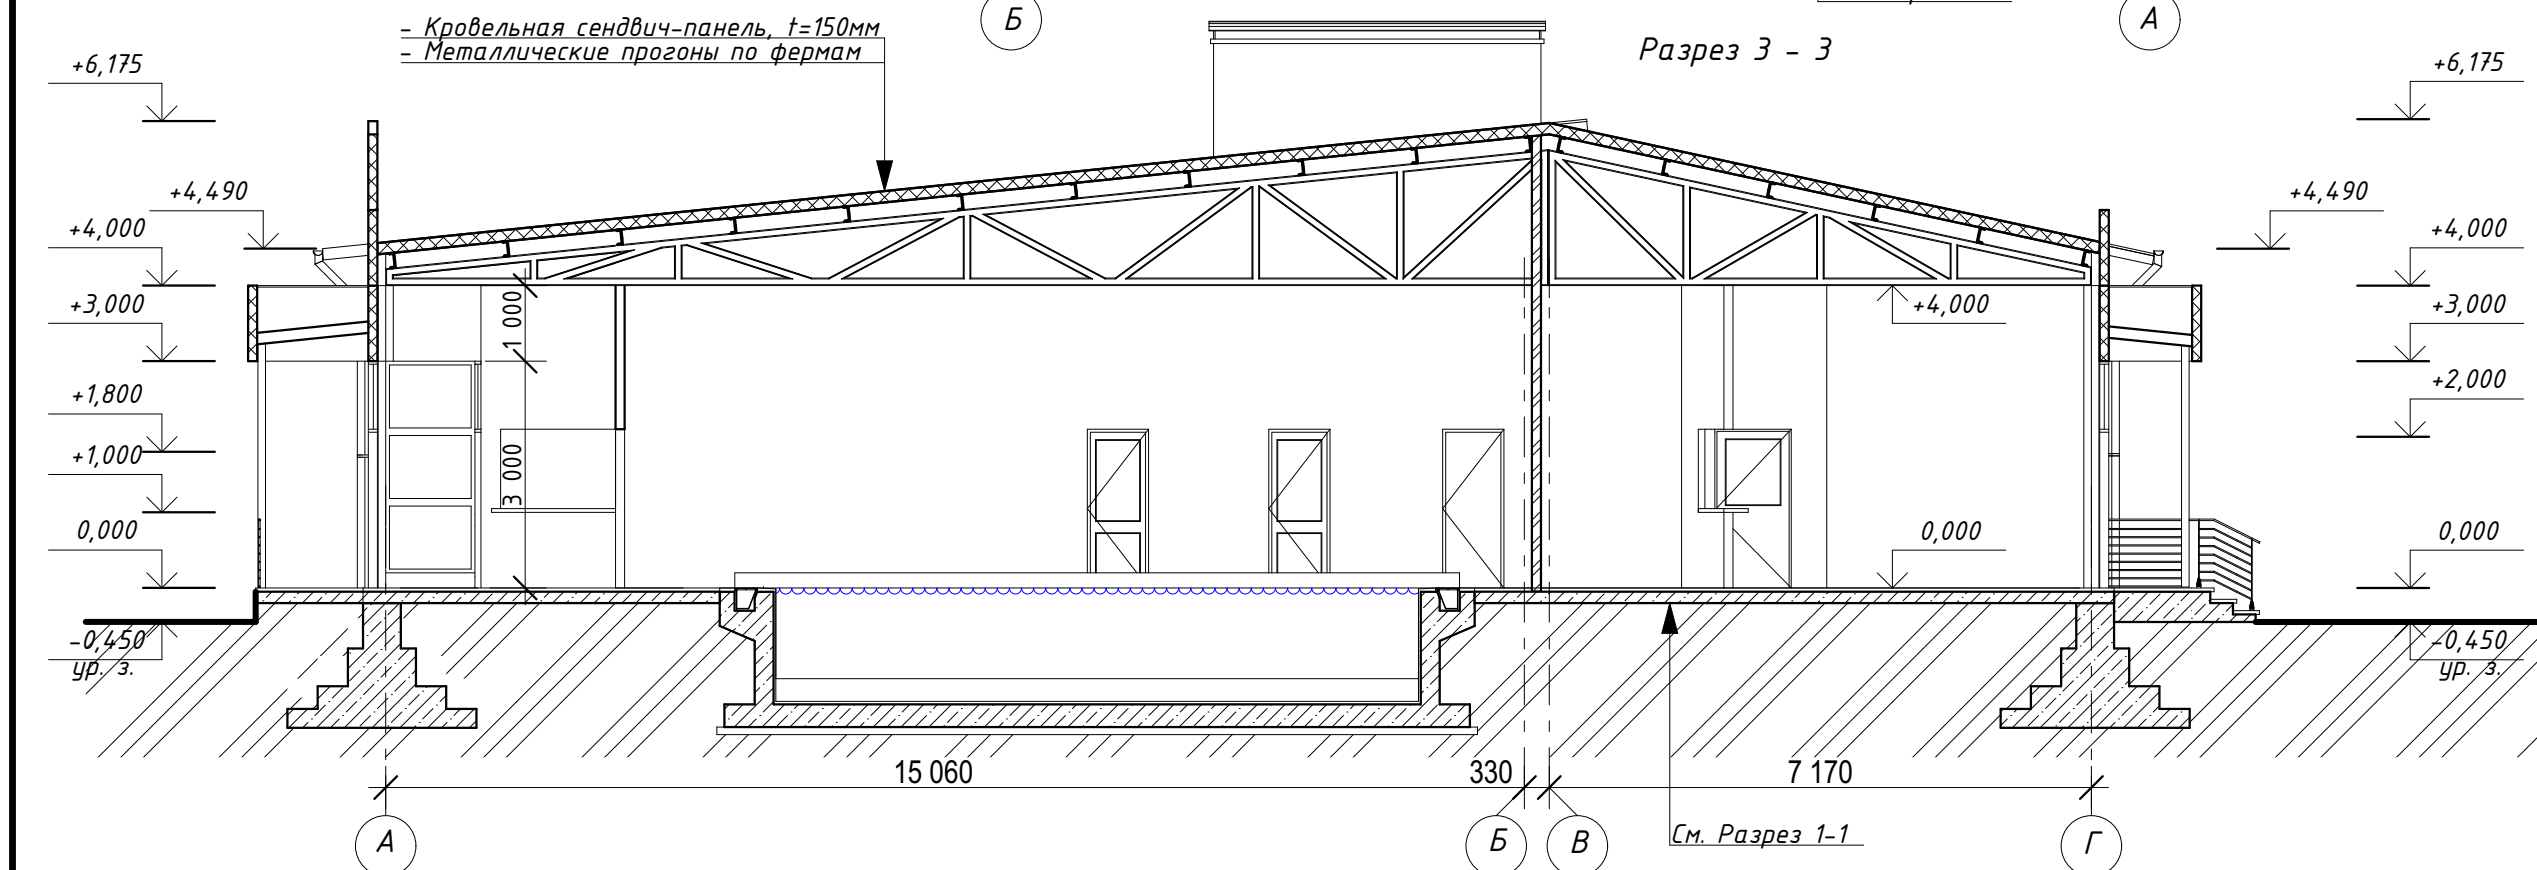 Б
А
- Кровельная сендвич-панель, t=150мм
- Металлические прогоны по фермам
Разрез 3 - 3
+6,175
+6,175
+4,490
+4,490
+4,000
+4,000
+3,000
1 000
+4,000
+3,000
+1,800
+2,000
+1,000
3 000
0,000
0,000
0,000
-0,450
ур. з.
-0,450
ур. з.
15 060
330
7 170
А
Б
В
См. Разрез 1-1
Г